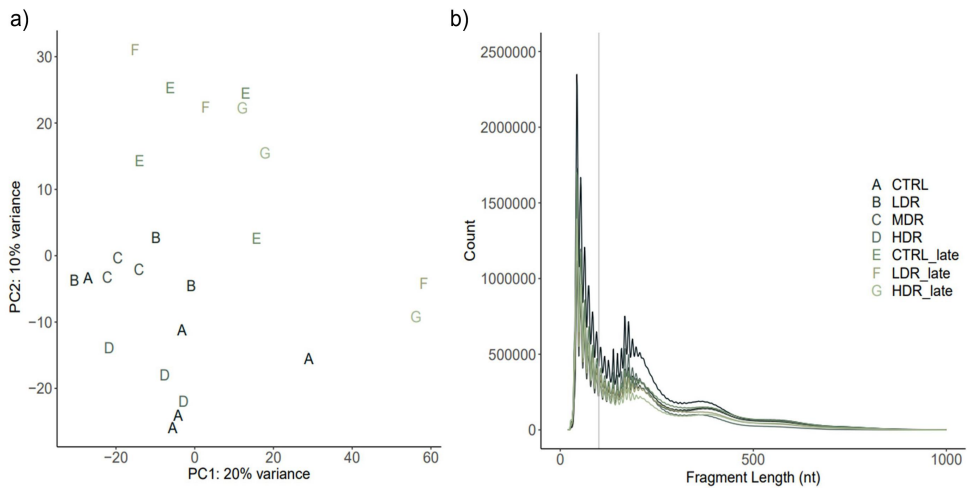 a)
30
20
10
0
−10
−20
PC2: 10% variance
F
E
E
F
G
G
E
E
B
C
B
A
C
C
B
F
G
A
D
A
D
D
A
A
−20
0
20
40
60
PC1: 20% variance
b)
2500000
2000000
1500000
1000000
500000
0
Count
0
500
1000
Fragment Length (nt)
A CTRL
B LDR
C MDR
D HDR
E CTRL_late
F LDR_late
G HDR_late